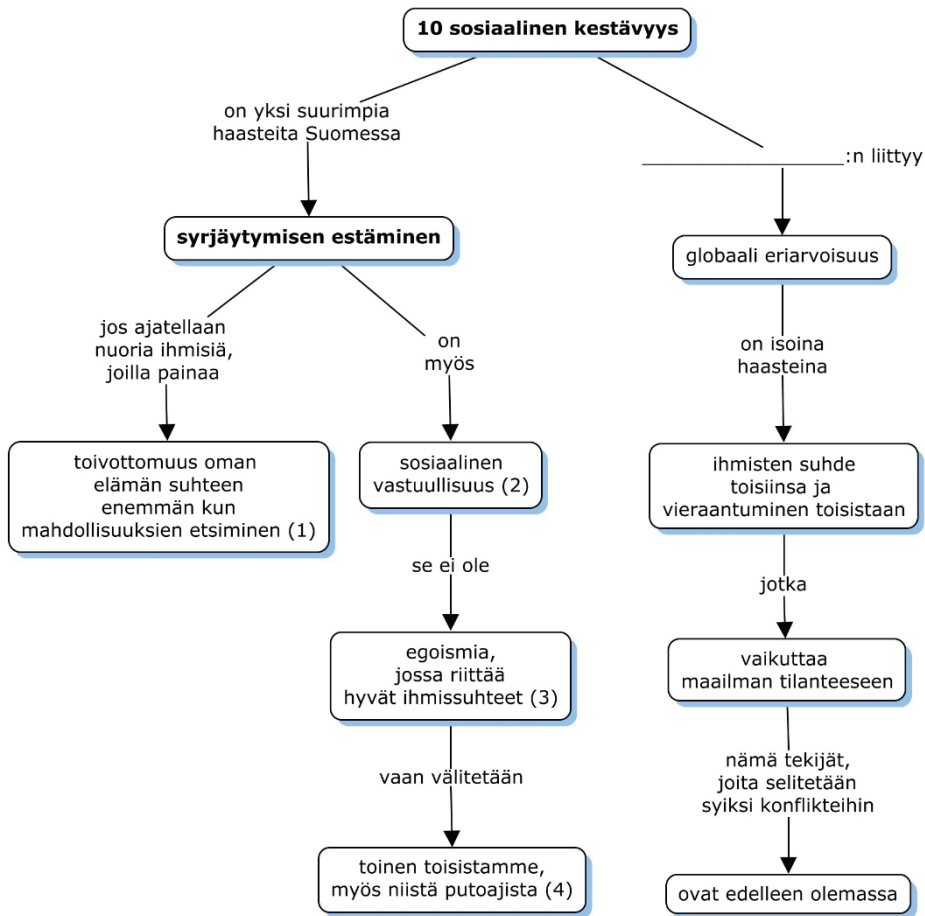 10 sosiaalinen kestävyys
on yksi suurimpia
haasteita Suomessa
____________________:n liittyy
syrjäytymisen estäminen
globaali eriarvoisuus
jos ajatellaan
nuoria ihmisiä,
joilla painaa
on
myös
on isoina
haasteina
toivottomuus oman
elämän suhteen
enemmän kun
mahdollisuuksien etsiminen (1)
sosiaalinen
vastuullisuus (2)
ihmisten suhde
toisiinsa ja
vieraantuminen toisistaan
se ei ole
jotka
egoismia,
jossa riittää
hyvät ihmissuhteet (3)
vaikuttaa
maailman tilanteeseen
vaan välitetään
nämä tekijät,
joita selitetään
syiksi konflikteihin
toinen toisistamme,
myös niistä putoajista (4)
ovat edelleen olemassa